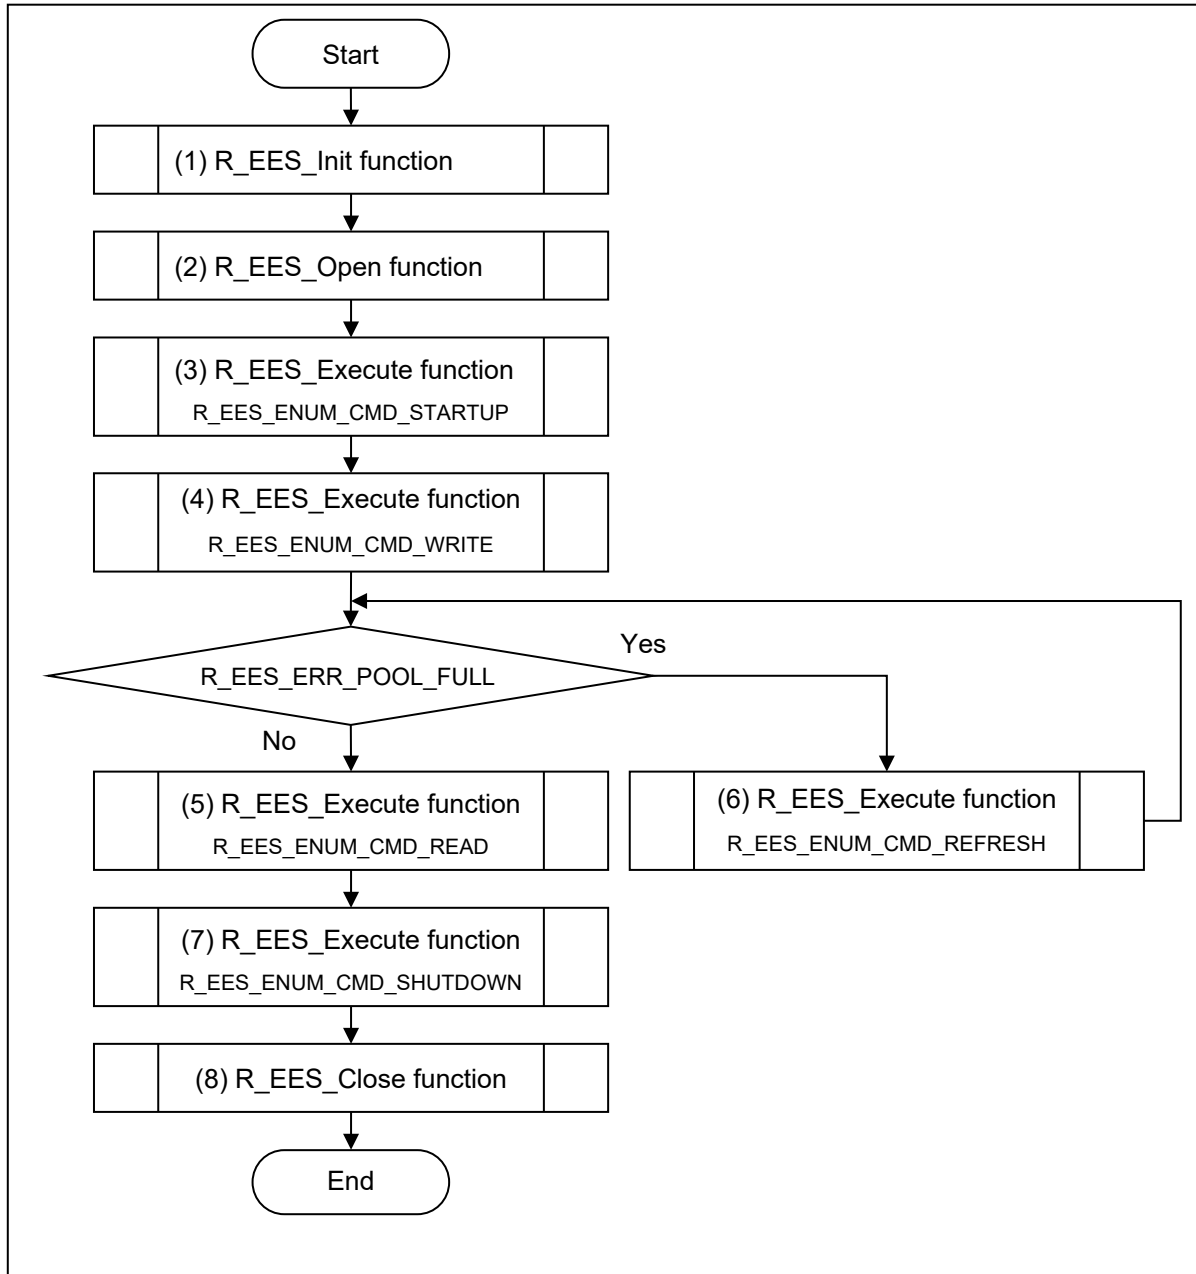 Start
(1) R_EES_Init function
(2) R_EES_Open function
(3) R_EES_Execute function
R_EES_ENUM_CMD_STARTUP
(4) R_EES_Execute function
R_EES_ENUM_CMD_WRITE
Yes
R_EES_ERR_POOL_FULL
No
(5) R_EES_Execute function
R_EES_ENUM_CMD_READ
(6) R_EES_Execute function
R_EES_ENUM_CMD_REFRESH
(7) R_EES_Execute function
R_EES_ENUM_CMD_SHUTDOWN
(8) R_EES_Close function
End